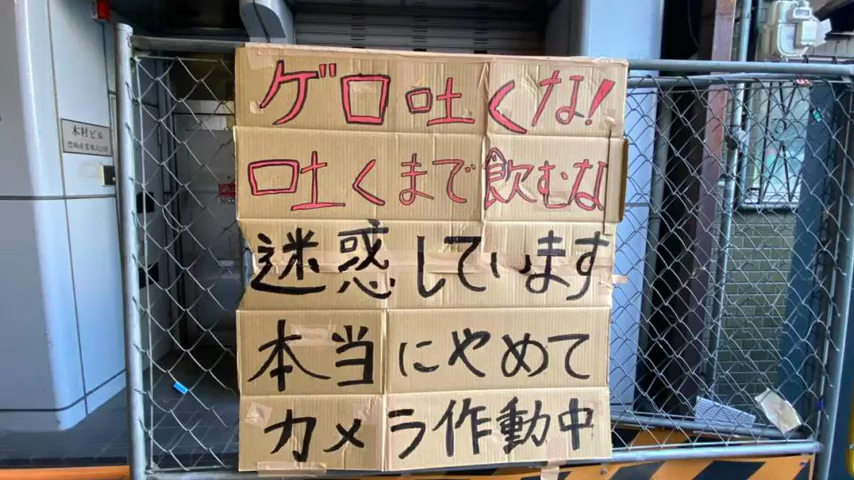 ゲロ吐くな!
吐くまで飲むな
迷惑しています
本当にやめて
カメラ作動中
木村ビル